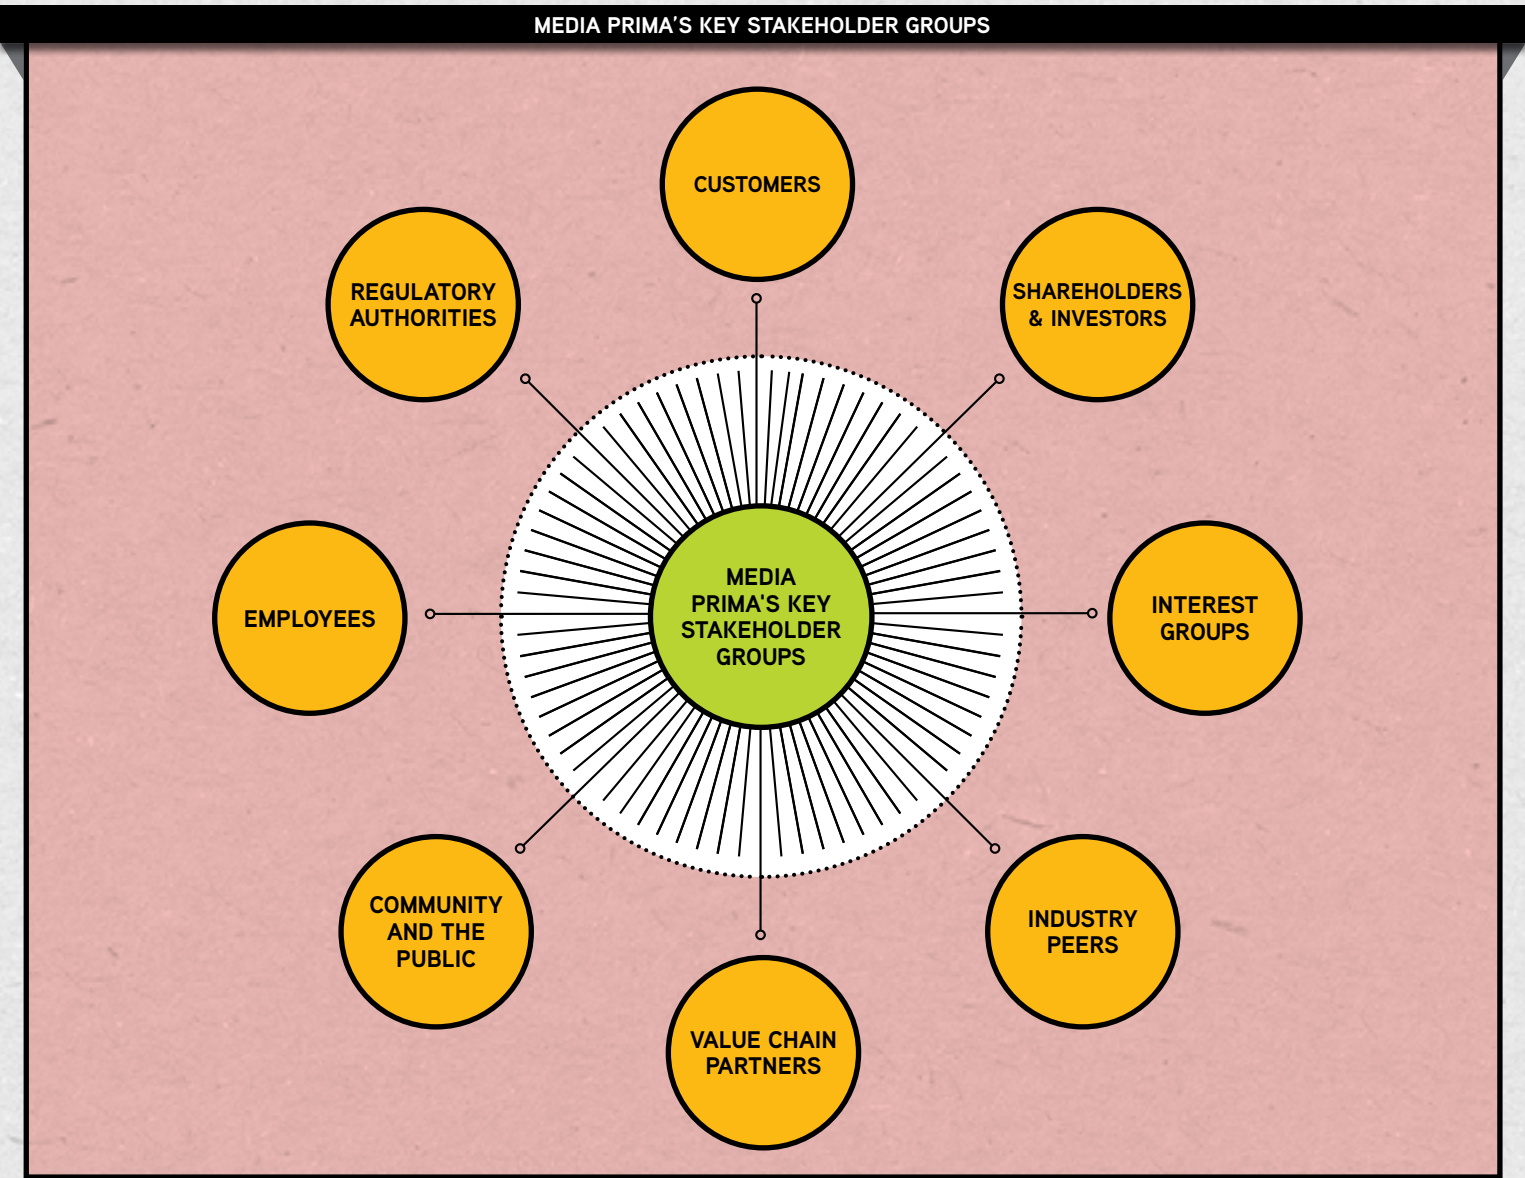 MEDIA PRIMA’S KEY STAKEHOLDER GROUPS
CUSTOMERS
REGULATORY
AUTHORITIES
SHAREHOLDERS
& INVESTORS
MEDIA
PRIMA'S KEY
STAKEHOLDER
GROUPS
EMPLOYEES
INTEREST
GROUPS
COMMUNITY
AND THE
PUBLIC
INDUSTRY
PEERS
VALUE CHAIN
PARTNERS